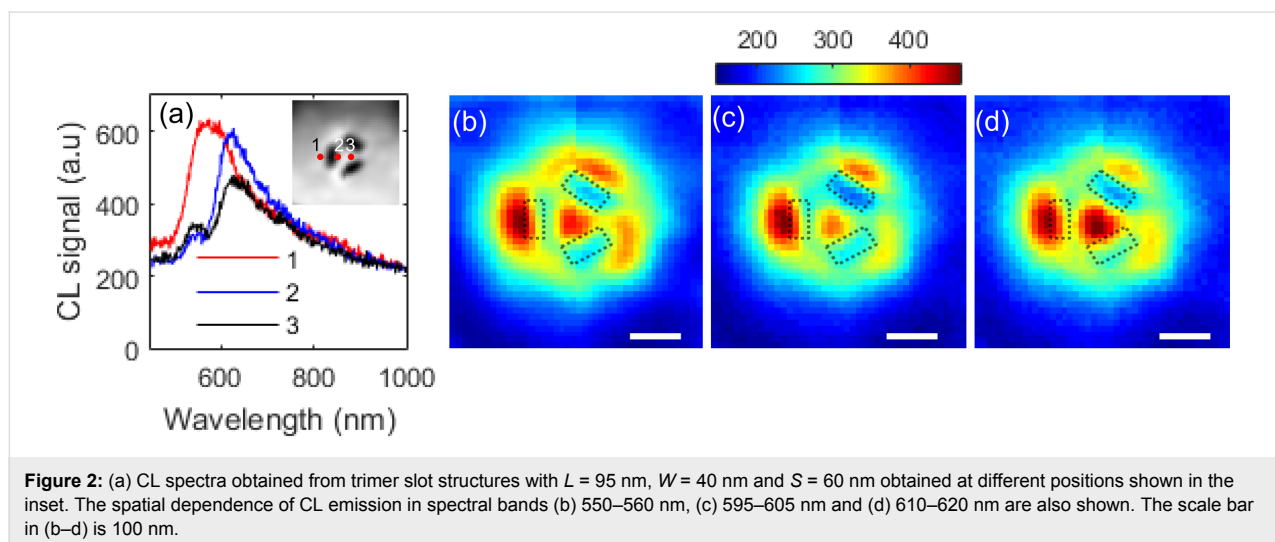 200 300 400
(a)
(b)
(c)
(d)
1 2 3
600
400
200
0
CL signal (a.u)
1
2
3
600 800 1000
Wavelength (nm)
Figure 2: (a) CL spectra obtained from trimer slot structures with L = 95 nm, W = 40 nm and S = 60 nm obtained at different positions shown in the
inset. The spatial dependence of CL emission in spectral bands (b) 550–560 nm, (c) 595–605 nm and (d) 610–620 nm are also shown. The scale bar
in (b–d) is 100 nm.